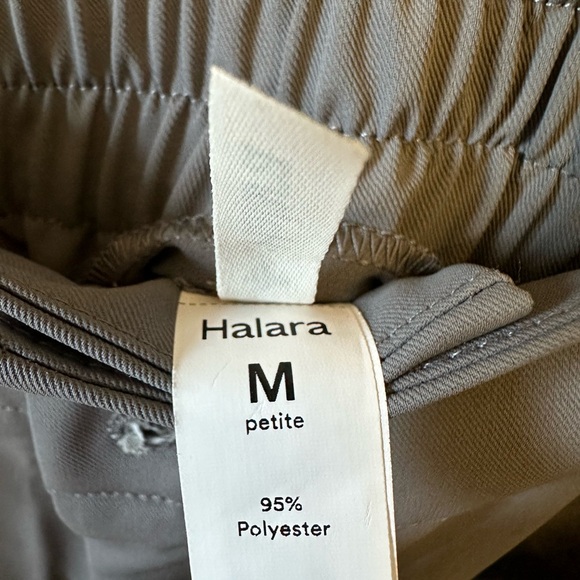 Halara
M
petite
95%
Polyester